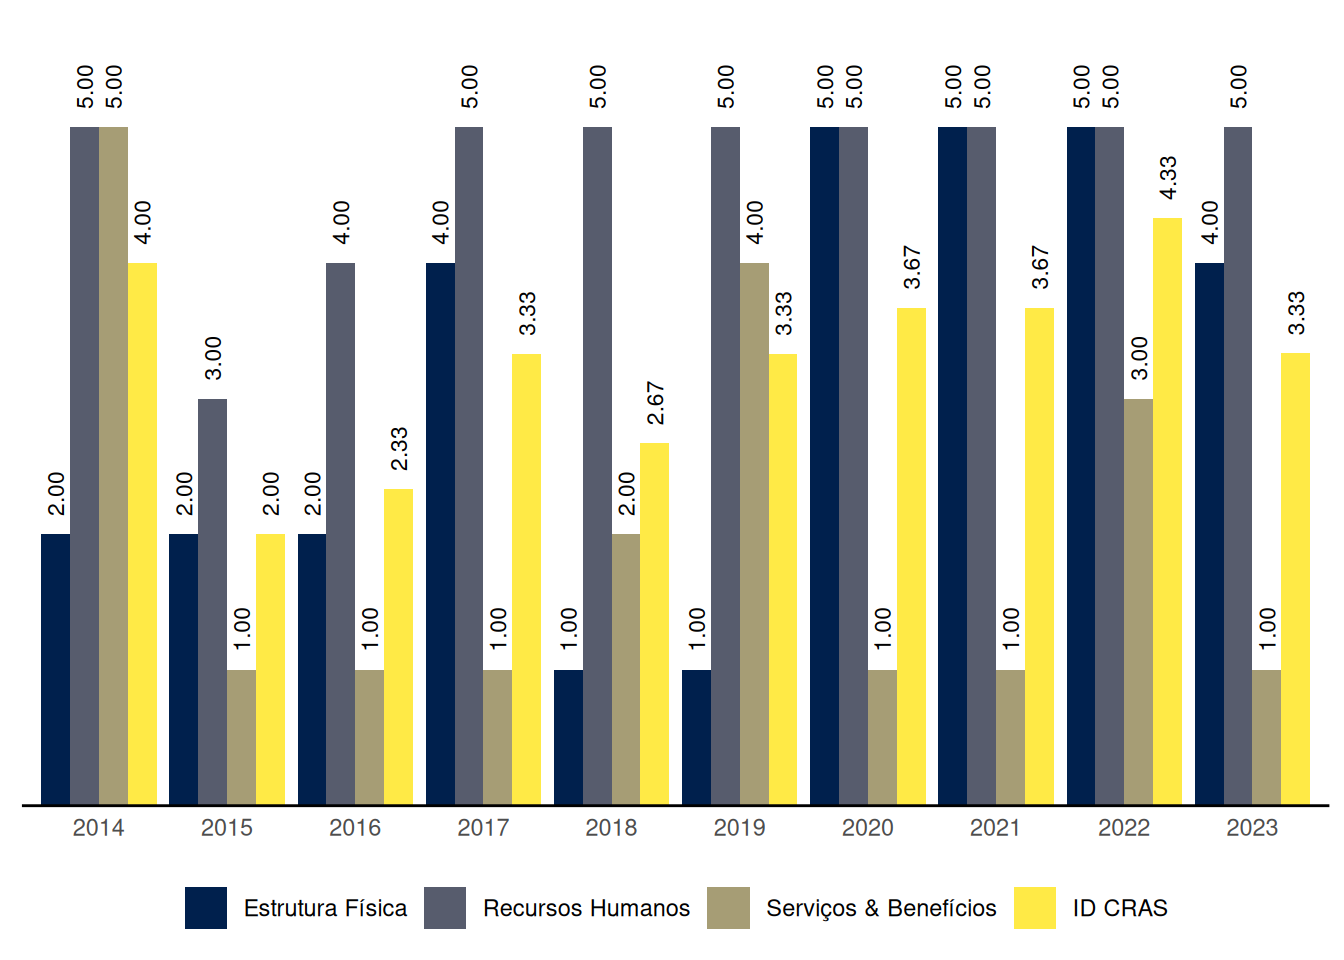 5.00 5.00 5.00 5.00 5.00 5.00 5.00 5.00 5.00 5.00 5.00 5.00
4.33
4.00 4.00 4.00 4.00 4.00
3.67 3.67
3.33 3.33 3.33
3.00 3.00
2.67
2.33
2.00 2.00 2.00 2.00 2.00
1.00 1.00 1.00 1.00 1.00 1.00 1.00 1.00
2014 2015 2016 2017 2018 2019 2020 2021 2022 2023
Estrutura Física Recursos Humanos Serviços & Benefícios ID CRAS